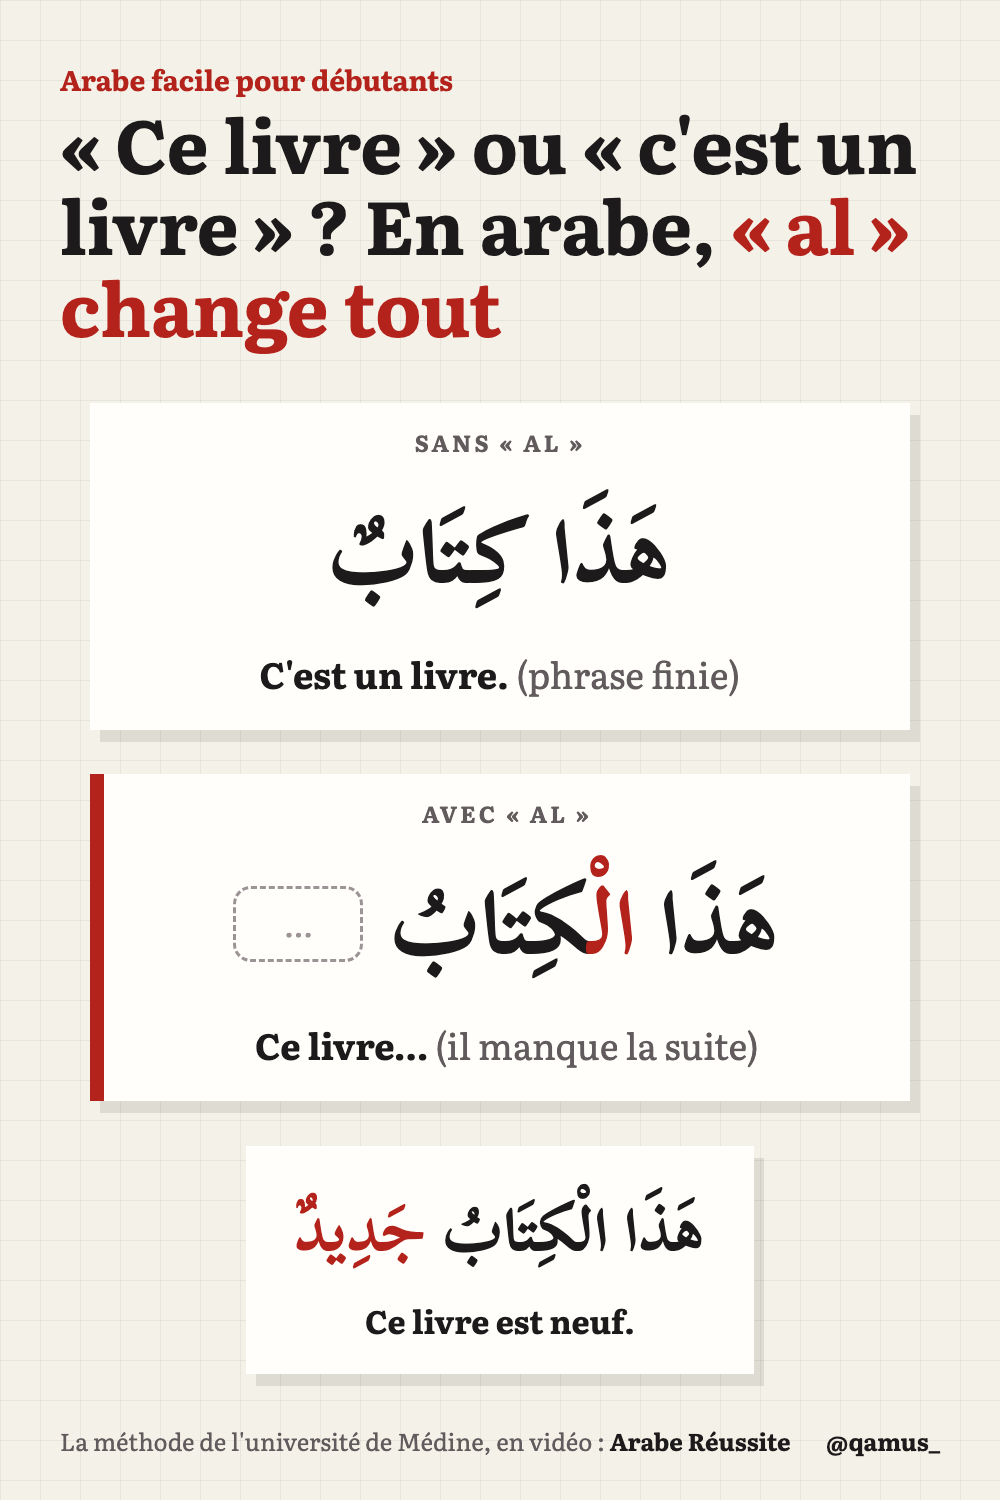 Arabe facile pour débutants
« Ce livre » ou « c'est un
livre » ? En arabe, « al »
change tout
SANS « AL »
هَذَا كِتَابٌ
C'est un livre. (phrase finie)
AVEC « AL »
هَذَا الْكِتَابُ ...
Ce livre... (il manque la suite)
هَذَا الْكِتَابُ جَدِيدٌ
Ce livre est neuf.
La méthode de l'université de Médine, en vidéo : Arabe Réussite @qamus_